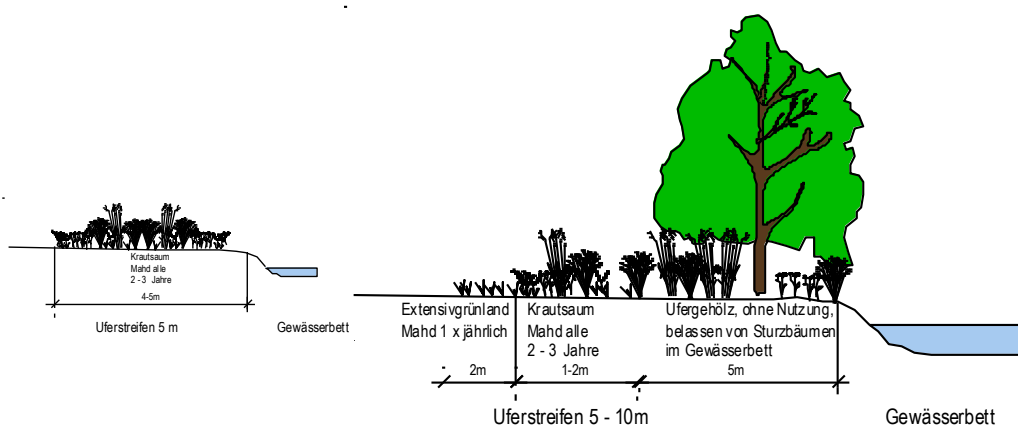 Krautsaum
Mahd alle
2 - 3 Jahre
4-5m
Uferstreifen 5 m
Gewässerbett
Extensivgrünland
Mahd 1 x jährlich
Krautsaum
Mahd alle
2 - 3 Jahre
Ufergehölz, ohne Nutzung,
belassen von Sturzbäumen
im Gewässerbett
2m
1-2m
5m
Uferstreifen 5 - 10m
Gewässerbett